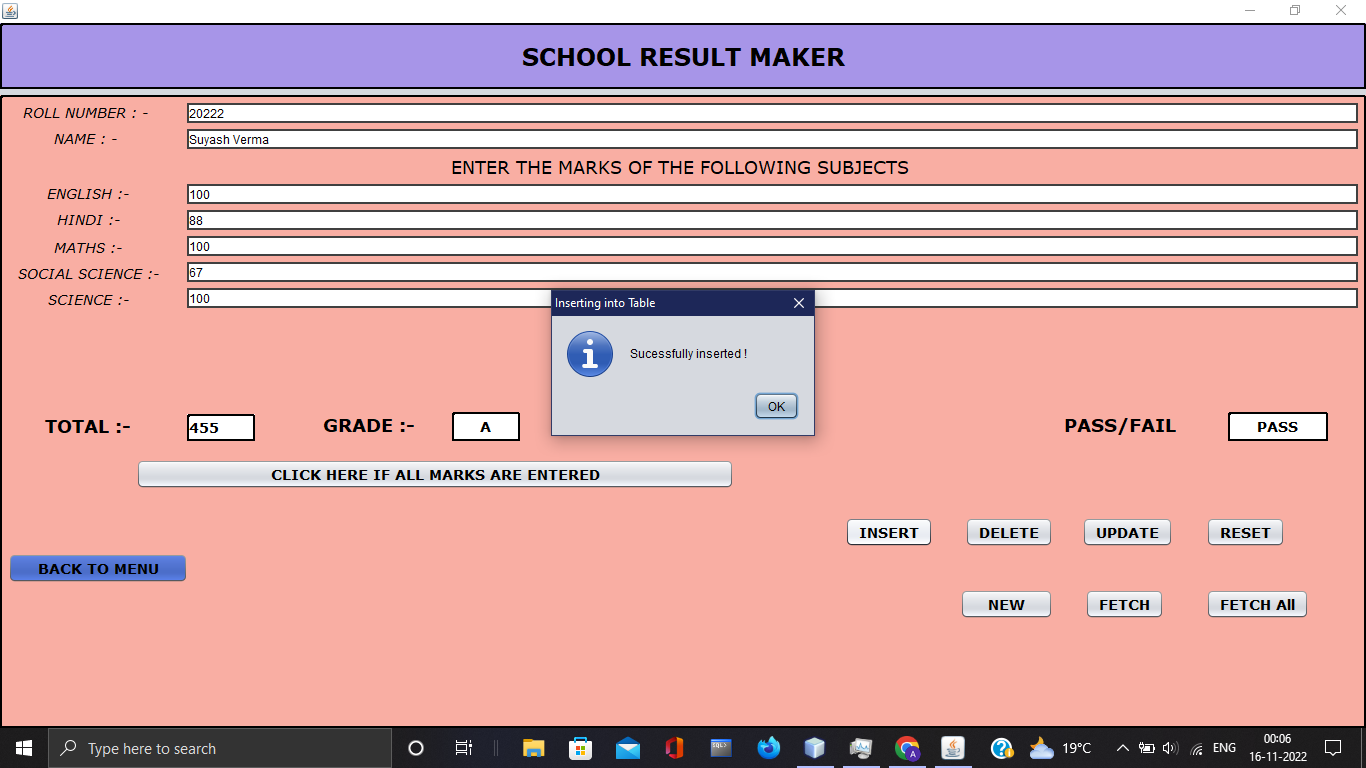 SCHOOL RESULT MAKER
ROLL NUMBER : - 20222
NAME : - Suyash Verma
ENTER THE MARKS OF THE FOLLOWING SUBJECTS
ENGLISH :- 100
HINDI :- 88
MATHS :- 100
SOCIAL SCIENCE :- 67
SCIENCE :- 100
Inserting into Table
Sucessfully inserted !
OK
TOTAL :- 455 GRADE :- A PASS/FAIL PASS
CLICK HERE IF ALL MARKS ARE ENTERED
INSERT DELETE UPDATE RESET
BACK TO MENU
NEW FETCH FETCH All
Type here to search
SQL>
A
19°C
ENG
00:06
16-11-2022